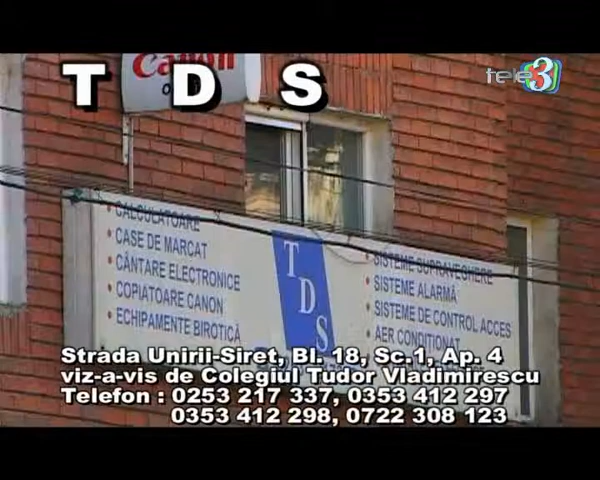 tele3
Canon
T D S
• CALCULATOARE
• CASE DE MARCAT
• CÂNTARE ELECTRONICE
• COPIATOARE CANON
• ECHIPAMENTE BIROTICĂ
TDS
• SISTEME SUPRAVEGHERE
• SISTEME ALARMĂ
• SISTEME DE CONTROL ACCES
• AER CONDIȚIONAT
Strada Unirii-Siret, Bl. 18, Sc.1, Ap. 4
viz-a-vis de Colegiul Tudor Vladimirescu
Telefon : 0253 217 337, 0353 412 297
0353 412 298, 0722 308 123